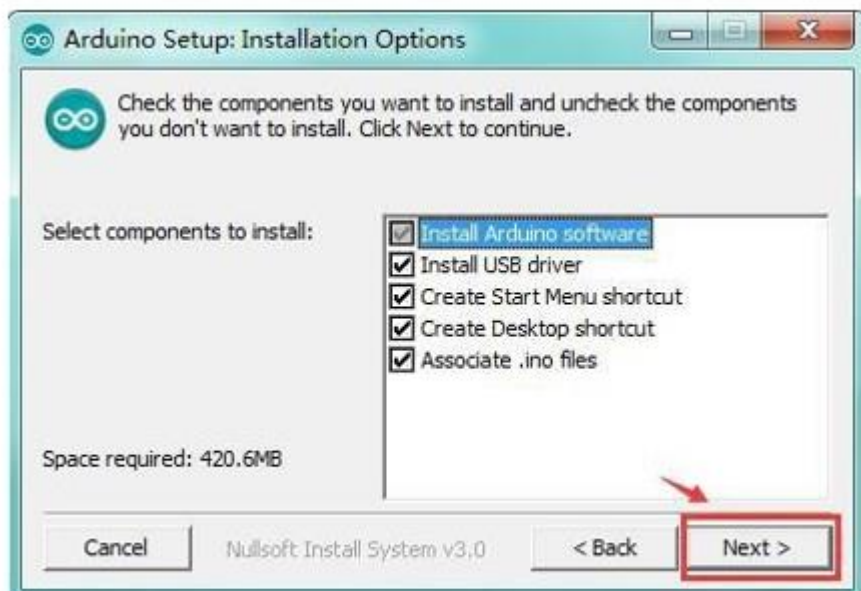 Arduino Setup: Installation Options
Check the components you want to install and uncheck the components
you don't want to install. Click Next to continue.
Select components to install:
Install Arduino software
Install USB driver
Create Start Menu shortcut
Create Desktop shortcut
Associate .ino files
Space required: 420.6MB
Cancel
Nullsoft Install System v3.0
< Back
Next >